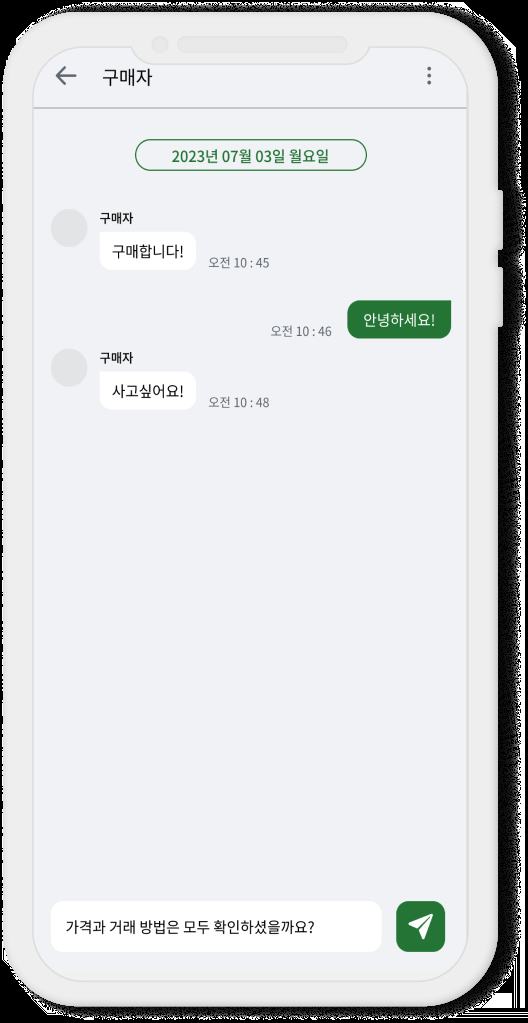 구매자
2023년 07월 03일 월요일
구매자
구매합니다!
오전 10 : 45
안녕하세요!
오전 10 : 46
구매자
사고싶어요!
오전 10 : 48
가격과 거래 방법은 모두 확인하셨을까요?